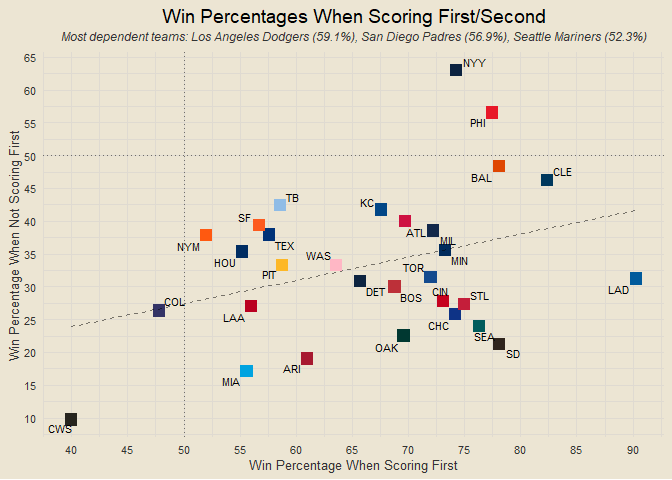 Win Percentages When Scoring First/Second
Most dependent teams: Los Angeles Dodgers (59.1%), San Diego Padres (56.9%), Seattle Mariners (52.3%)
Win Percentage When Not Scoring First
65
60
55
50
45
40
35
30
25
20
15
10
NYY
PHI
BAL
CLE
TB
KC
SF
NYM
TEX
ATL
MIL
HOU
WAS
MIN
PIT
TOR
DET
BOS
CIN
STL
LAD
COL
LAA
CHC
SEA
OAK
SD
ARI
MIA
CWS
40
45
50
55
60
65
70
75
80
85
90
Win Percentage When Scoring First